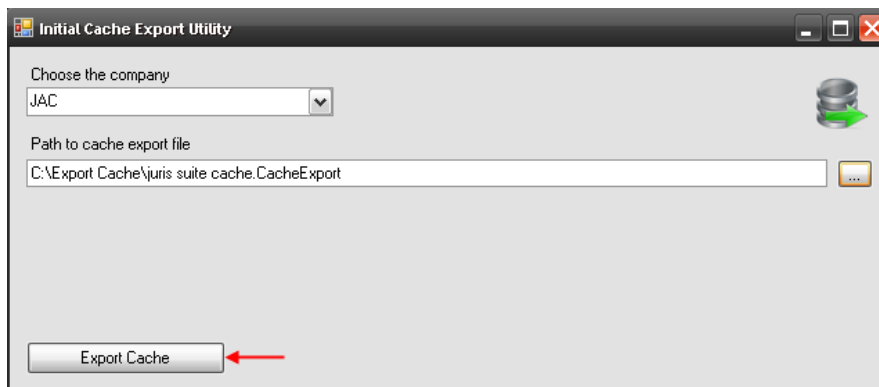 Initial Cache Export Utility
Choose the company
JAC
Path to cache export file
C:\Export Cache\juris suite cache.CacheExport
...
Export Cache